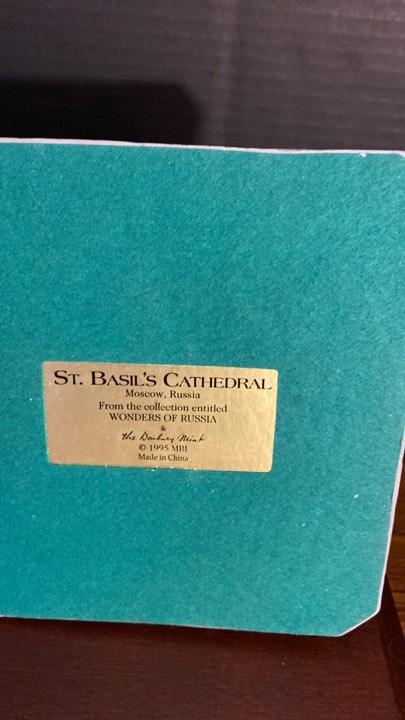 ST. BASIL'S CATHEDRAL
Moscow, Russia
From the collection entitled
WONDERS OF RUSSIA
&
the Danbury Mint
© 1995 MBI
Made in China